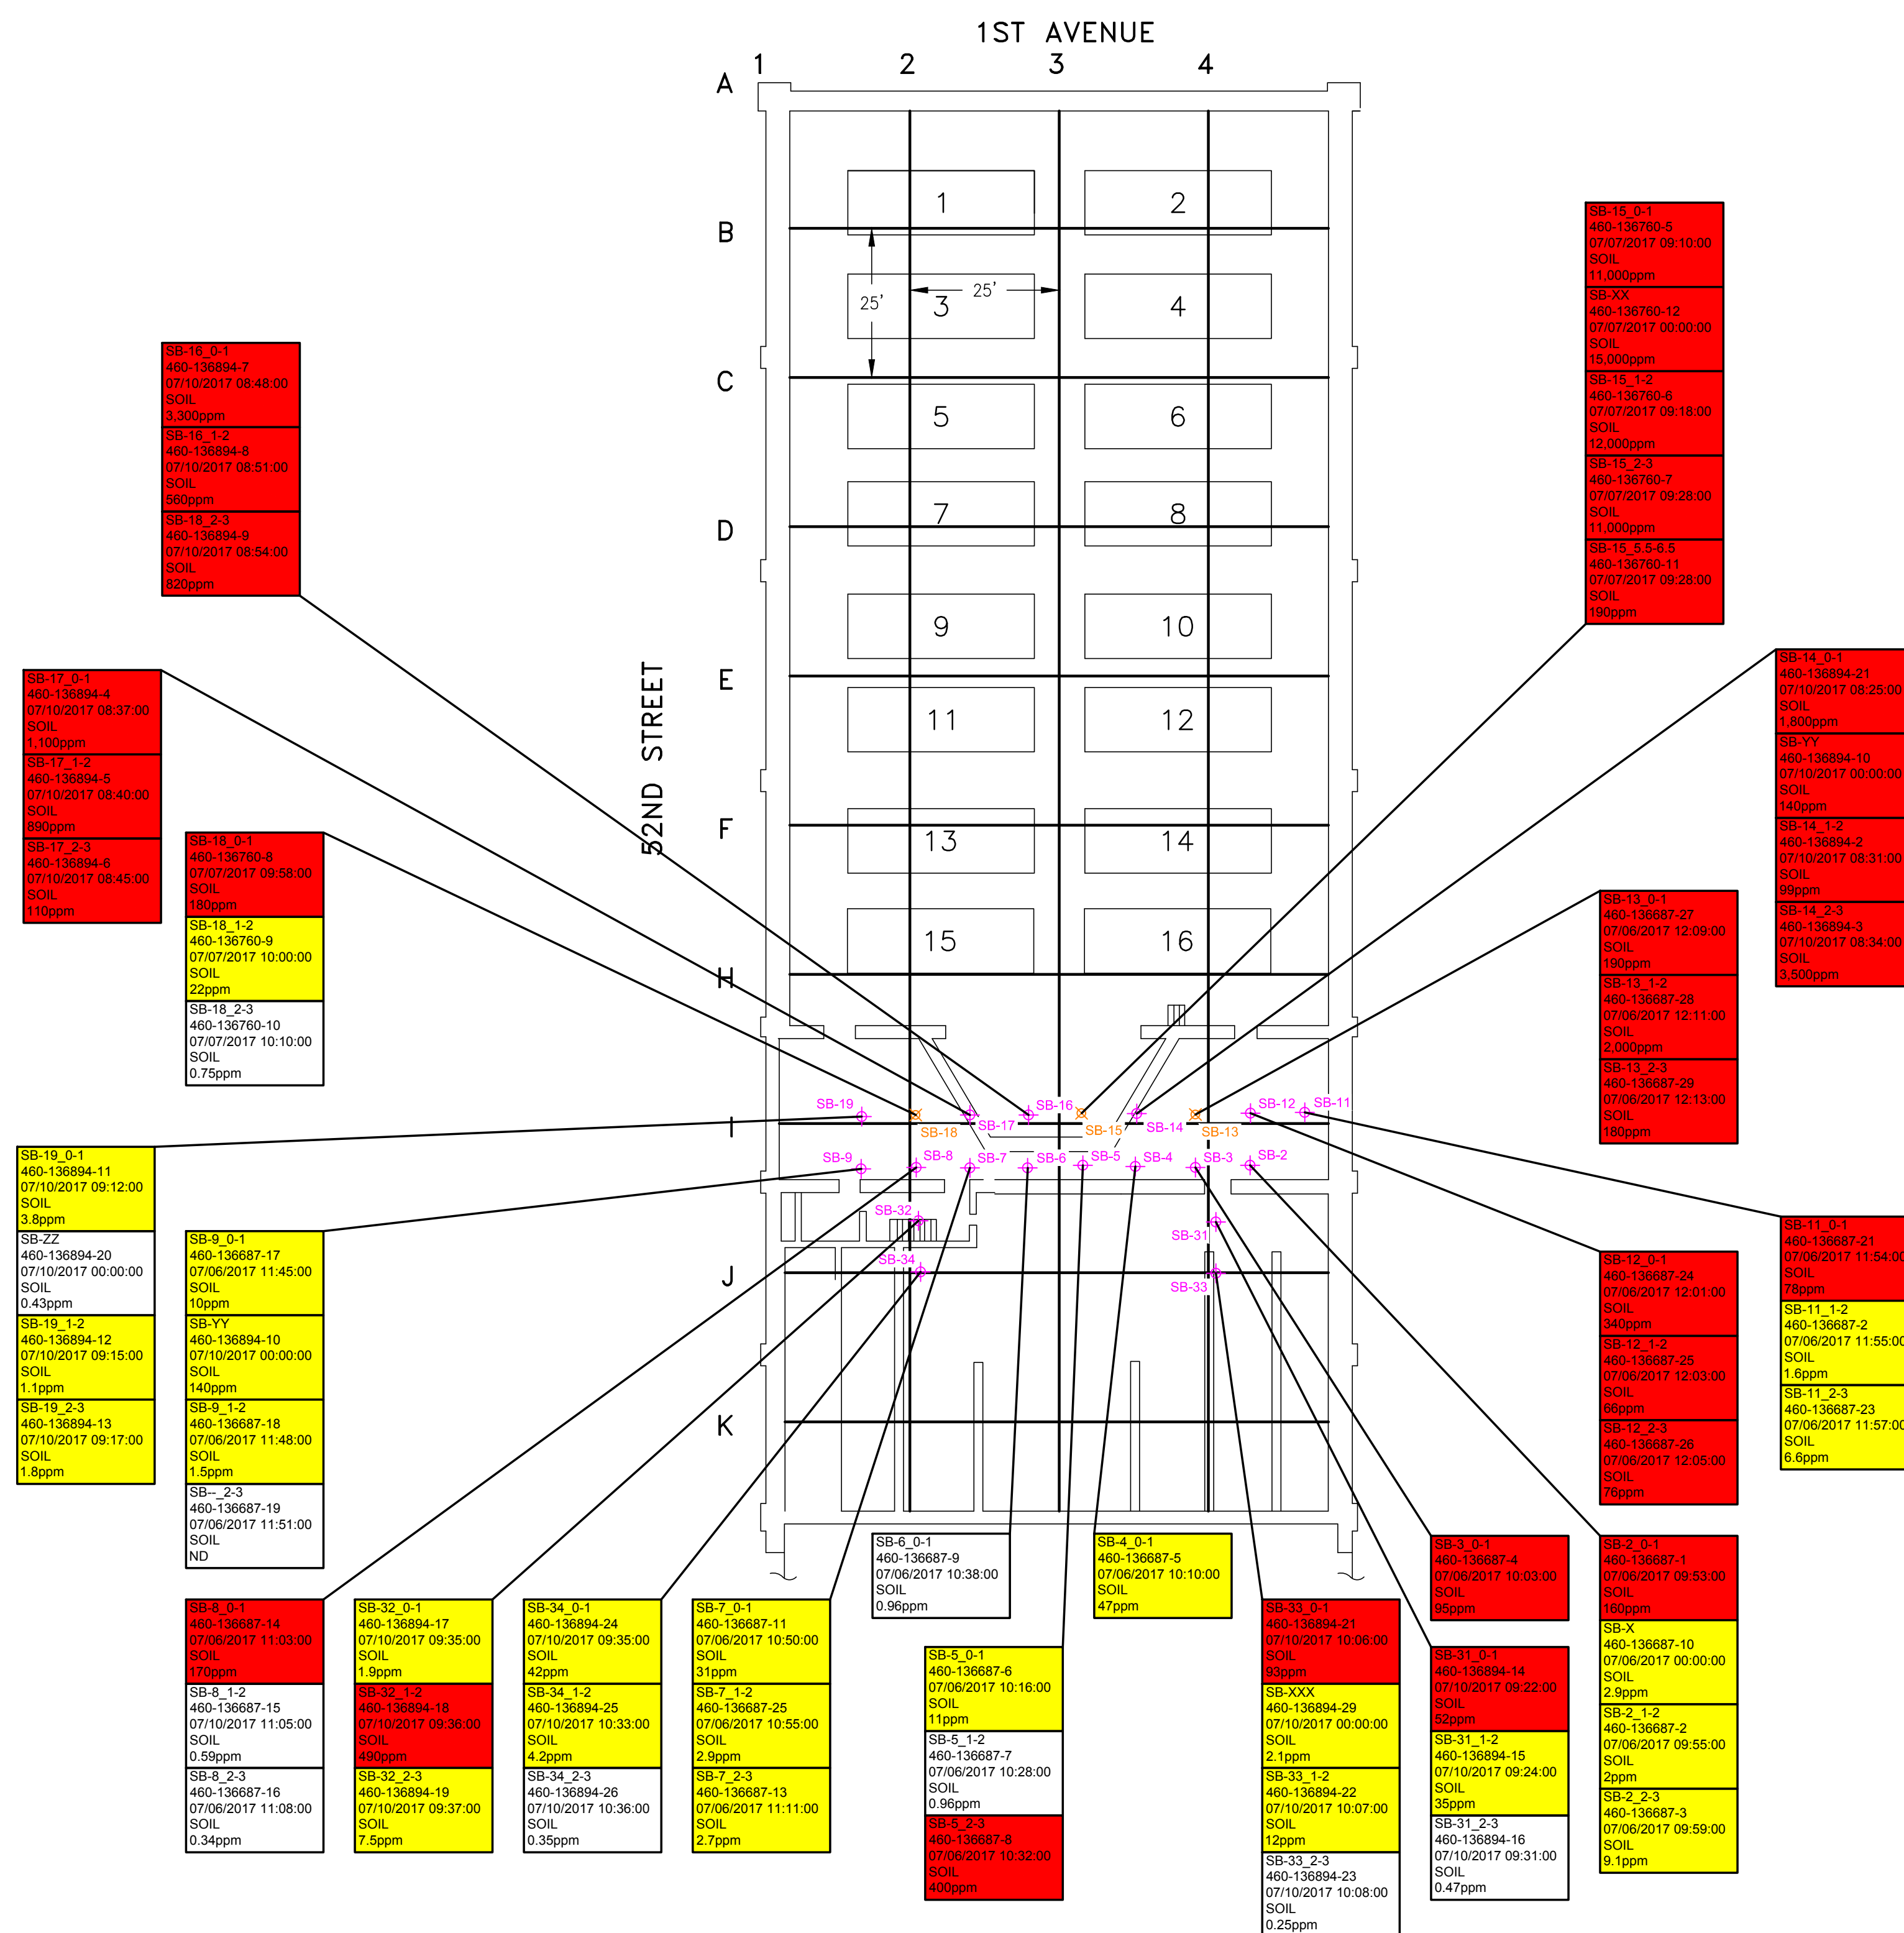 1ST AVENUE
1
2
3
4
A
B
C
D
E
F
H
I
J
K
52ND STREET
1
2
25'
25'
3
4
5
6
7
8
9
10
11
12
13
14
15
16
SB-16_0-1
460-136894-7
07/10/2017 08:48:00
SOIL
3,300ppm
SB-16_1-2
460-136894-8
07/10/2017 08:51:00
SOIL
560ppm
SB-18_2-3
460-136894-9
07/10/2017 08:54:00
SOIL
820ppm
SB-17_0-1
460-136894-4
07/10/2017 08:37:00
SOIL
1,100ppm
SB-17_1-2
460-136894-5
07/10/2017 08:40:00
SOIL
890ppm
SB-17_2-3
460-136894-6
07/10/2017 08:45:00
SOIL
110ppm
SB-18_0-1
460-136760-8
07/07/2017 09:58:00
SOIL
180ppm
SB-18_1-2
460-136760-9
07/07/2017 10:00:00
SOIL
22ppm
SB-18_2-3
460-136760-10
07/07/2017 10:10:00
SOIL
0.75ppm
SB-15_0-1
460-136760-5
07/07/2017 09:10:00
SOIL
11,000ppm
SB-XX
460-136760-12
07/07/2017 00:00:00
SOIL
15,000ppm
SB-15_1-2
460-136760-6
07/07/2017 09:18:00
SOIL
12,000ppm
SB-15_2-3
460-136760-7
07/07/2017 09:28:00
SOIL
11,000ppm
SB-15_5.5-6.5
460-136760-11
07/07/2017 09:28:00
SOIL
190ppm
SB-14_0-1
460-136894-21
07/10/2017 08:25:00
SOIL
1,800ppm
SB-YY
460-136894-10
07/10/2017 00:00:00
SOIL
140ppm
SB-14_1-2
460-136894-2
07/10/2017 08:31:00
SOIL
99ppm
SB-14_2-3
460-136894-3
07/10/2017 08:34:00
SOIL
3,500ppm
SB-13_0-1
460-136687-27
07/06/2017 12:09:00
SOIL
190ppm
SB-13_1-2
460-136687-28
07/06/2017 12:11:00
SOIL
2,000ppm
SB-13_2-3
460-136687-29
07/06/2017 12:13:00
SOIL
180ppm
SB-19
SB-18
SB-17
SB-16
SB-15
SB-14
SB-13
SB-12
SB-11
SB-9
SB-8
SB-7
SB-6
SB-5
SB-4
SB-3
SB-2
SB-32
SB-31
SB-34
SB-33
SB-19_0-1
460-136894-11
07/10/2017 09:12:00
SOIL
3.8ppm
SB-ZZ
460-136894-20
07/10/2017 00:00:00
SOIL
0.43ppm
SB-19_1-2
460-136894-12
07/10/2017 09:15:00
SOIL
1.1ppm
SB-19_2-3
460-136894-13
07/10/2017 09:17:00
SOIL
1.8ppm
SB-9_0-1
460-136687-17
07/06/2017 11:45:00
SOIL
10ppm
SB-YY
460-136894-10
07/10/2017 00:00:00
SOIL
140ppm
SB-9_1-2
460-136687-18
07/06/2017 11:48:00
SOIL
1.5ppm
SB--_2-3
460-136687-19
07/06/2017 11:51:00
SOIL
ND
SB-11_0-1
460-136687-21
07/06/2017 11:54:00
SOIL
78ppm
SB-11_1-2
460-136687-2
07/06/2017 11:55:00
SOIL
1.6ppm
SB-11_2-3
460-136687-23
07/06/2017 11:57:00
SOIL
6.6ppm
SB-12_0-1
460-136687-24
07/06/2017 12:01:00
SOIL
340ppm
SB-12_1-2
460-136687-25
07/06/2017 12:03:00
SOIL
66ppm
SB-12_2-3
460-136687-26
07/06/2017 12:05:00
SOIL
76ppm
SB-8_0-1
460-136687-14
07/06/2017 11:03:00
SOIL
170ppm
SB-8_1-2
460-136687-15
07/10/2017 11:05:00
SOIL
0.59ppm
SB-8_2-3
460-136687-16
07/06/2017 11:08:00
SOIL
0.34ppm
SB-32_0-1
460-136894-17
07/10/2017 09:35:00
SOIL
1.9ppm
SB-32_1-2
460-136894-18
07/10/2017 09:36:00
SOIL
490ppm
SB-32_2-3
460-136894-19
07/10/2017 09:37:00
SOIL
7.5ppm
SB-34_0-1
460-136894-24
07/10/2017 09:35:00
SOIL
42ppm
SB-34_1-2
460-136894-25
07/10/2017 10:33:00
SOIL
4.2ppm
SB-34_2-3
460-136894-26
07/10/2017 10:36:00
SOIL
0.35ppm
SB-7_0-1
460-136687-11
07/06/2017 10:50:00
SOIL
31ppm
SB-7_1-2
460-136687-25
07/06/2017 10:55:00
SOIL
2.9ppm
SB-7_2-3
460-136687-13
07/06/2017 11:11:00
SOIL
2.7ppm
SB-6_0-1
460-136687-9
07/06/2017 10:38:00
SOIL
0.96ppm
SB-5_0-1
460-136687-6
07/06/2017 10:16:00
SOIL
11ppm
SB-5_1-2
460-136687-7
07/06/2017 10:28:00
SOIL
0.96ppm
SB-5_2-3
460-136687-8
07/06/2017 10:32:00
SOIL
400ppm
SB-4_0-1
460-136687-5
07/06/2017 10:10:00
SOIL
47ppm
SB-33_0-1
460-136894-21
07/10/2017 10:06:00
SOIL
93ppm
SB-XXX
460-136894-29
07/10/2017 00:00:00
SOIL
2.1ppm
SB-33_1-2
460-136894-22
07/10/2017 10:07:00
SOIL
12ppm
SB-33_2-3
460-136894-23
07/10/2017 10:08:00
SOIL
0.25ppm
SB-3_0-1
460-136687-4
07/06/2017 10:03:00
SOIL
95ppm
SB-31_0-1
460-136894-14
07/10/2017 09:22:00
SOIL
52ppm
SB-31_1-2
460-136894-15
07/10/2017 09:24:00
SOIL
35ppm
SB-31_2-3
460-136894-16
07/10/2017 09:31:00
SOIL
0.47ppm
SB-2_0-1
460-136687-1
07/06/2017 09:53:00
SOIL
160ppm
SB-X
460-136687-10
07/06/2017 00:00:00
SOIL
2.9ppm
SB-2_1-2
460-136687-2
07/06/2017 09:55:00
SOIL
2ppm
SB-2_2-3
460-136687-3
07/06/2017 09:59:00
SOIL
9.1ppm